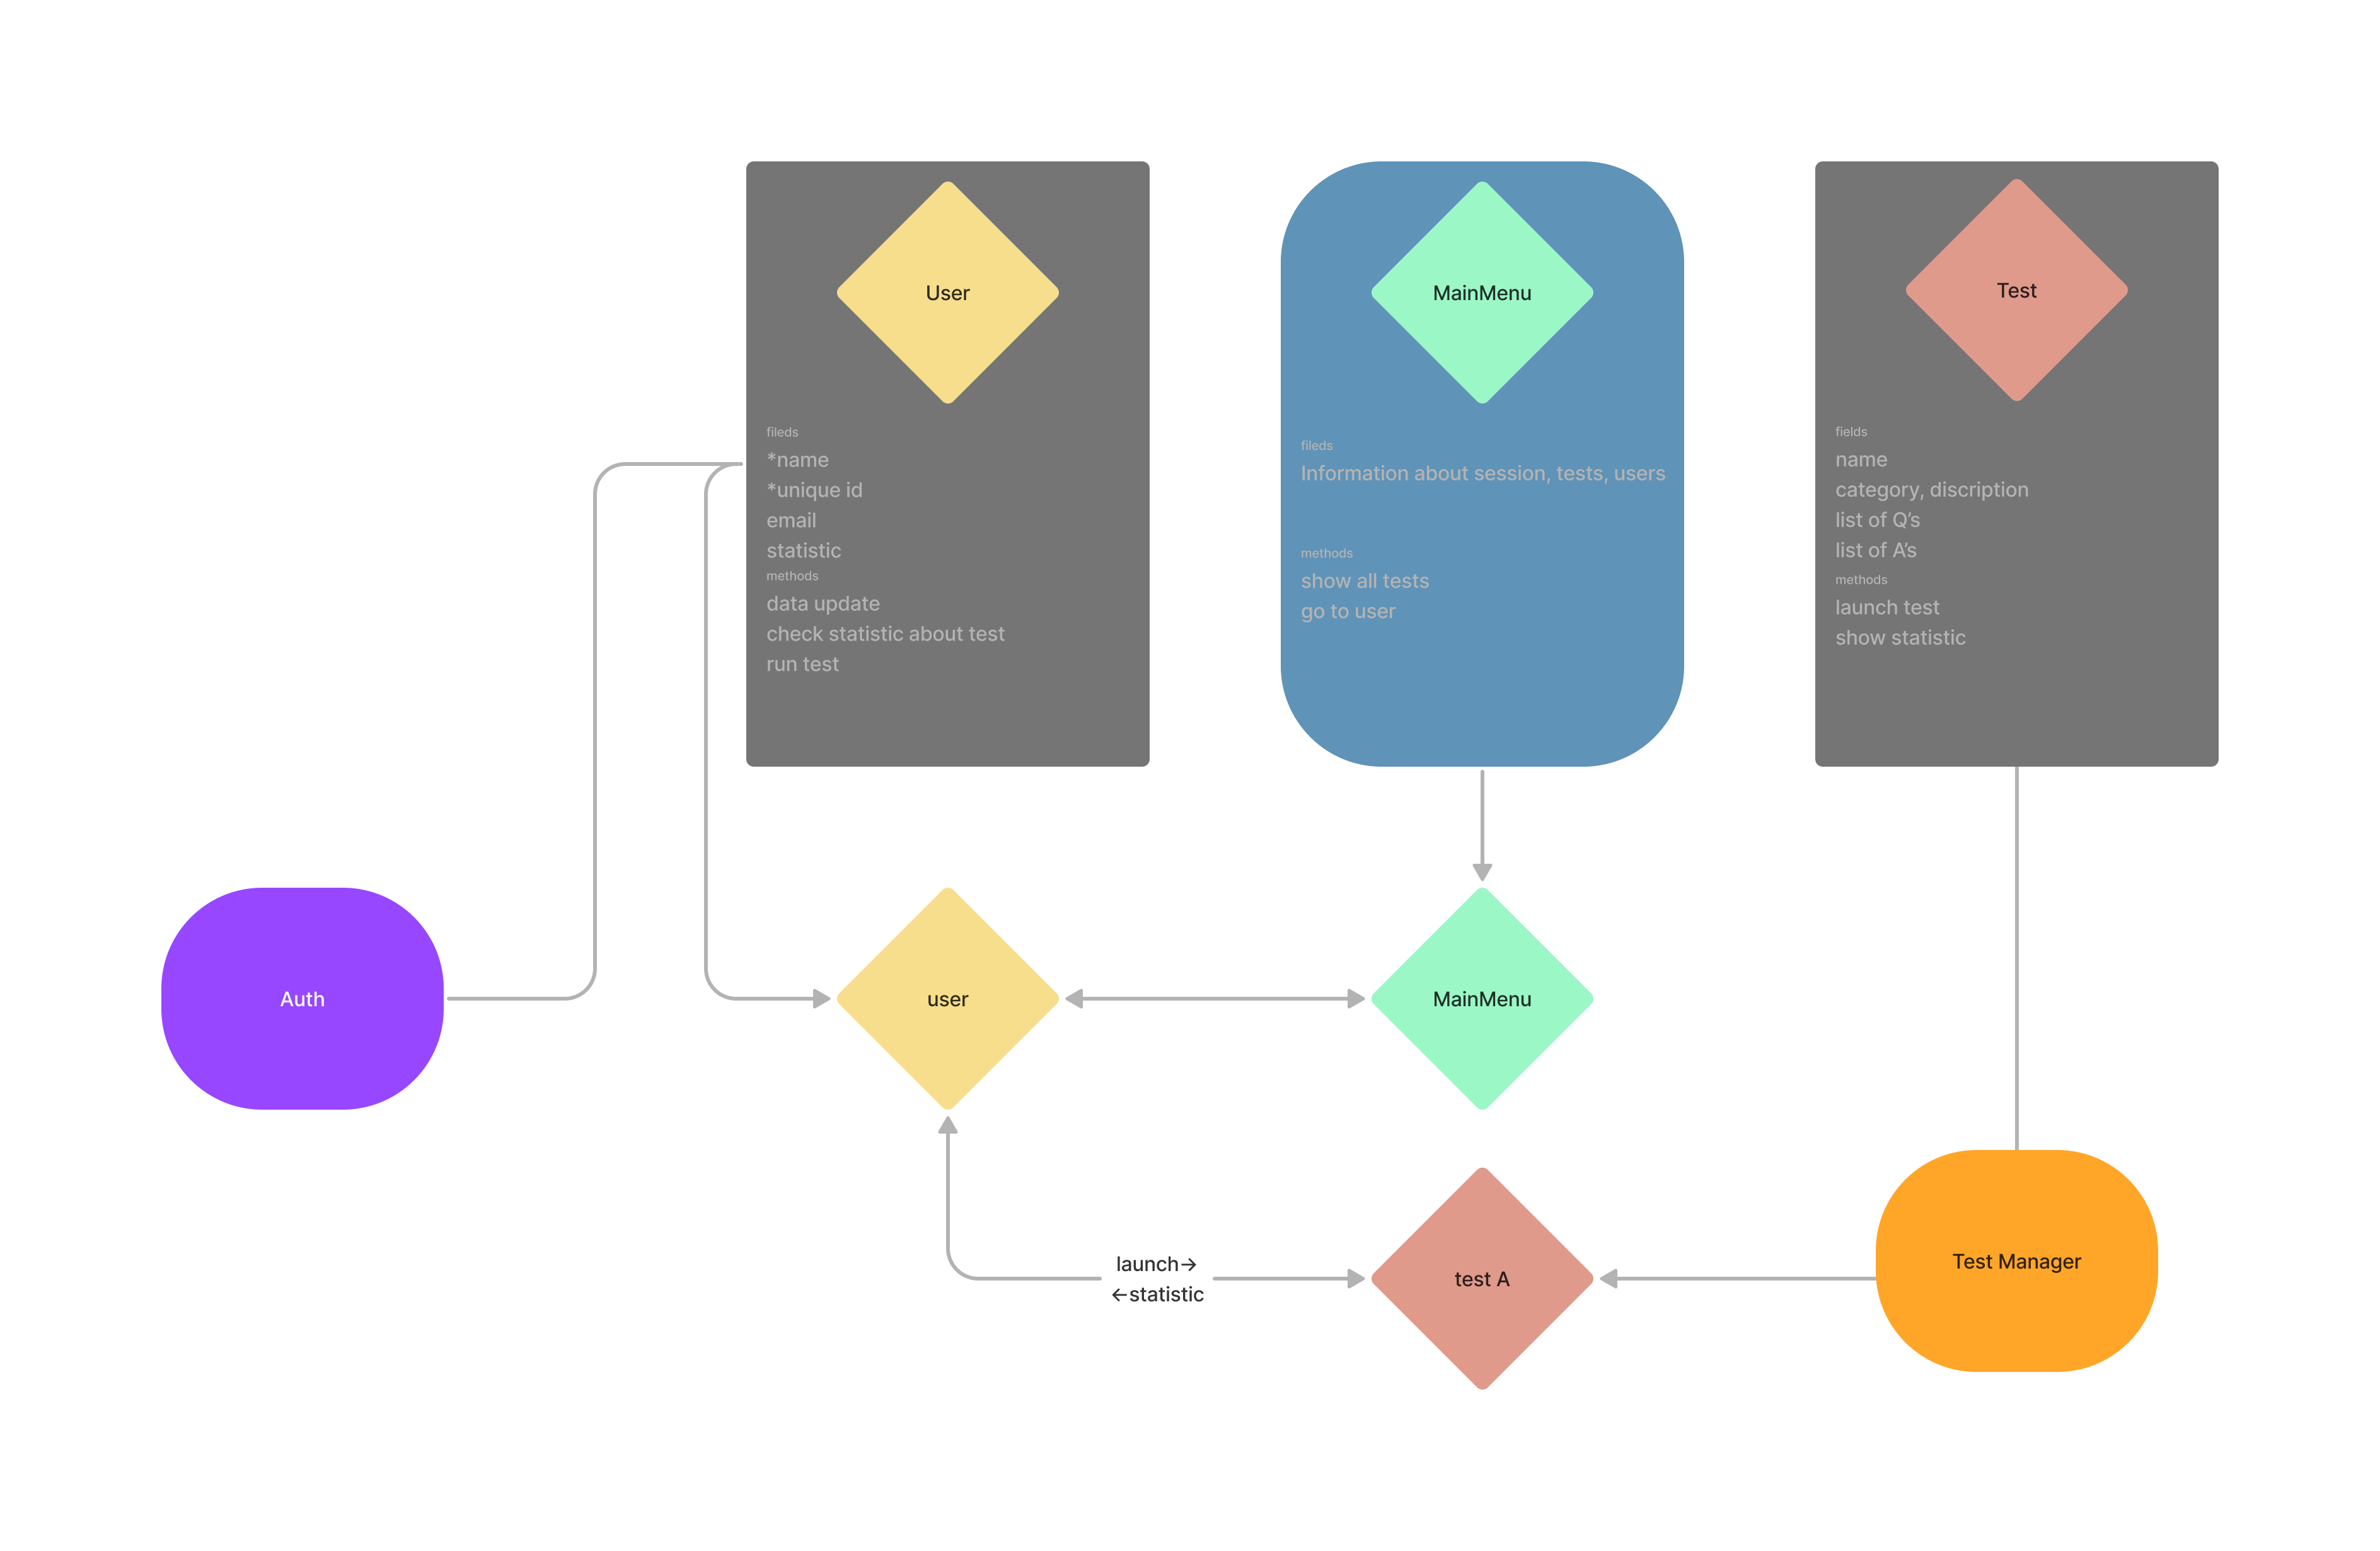 User
fileds
*name
*unique id
email
statistic
methods
data update
check statistic about test
run test
MainMenu
fileds
Information about session, tests, users
methods
show all tests
go to user
Test
fields
name
category, discription
list of Q’s
list of A’s
methods
launch test
show statistic
Auth
user
MainMenu
launch→
←statistic
test A
Test Manager